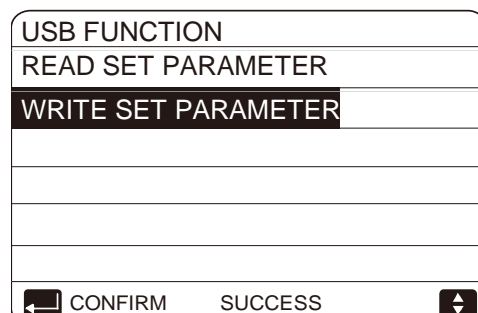 USB FUNCTION
READ SET PARAMETER
WRITE SET PARAMETER
CONFIRM SUCCESS